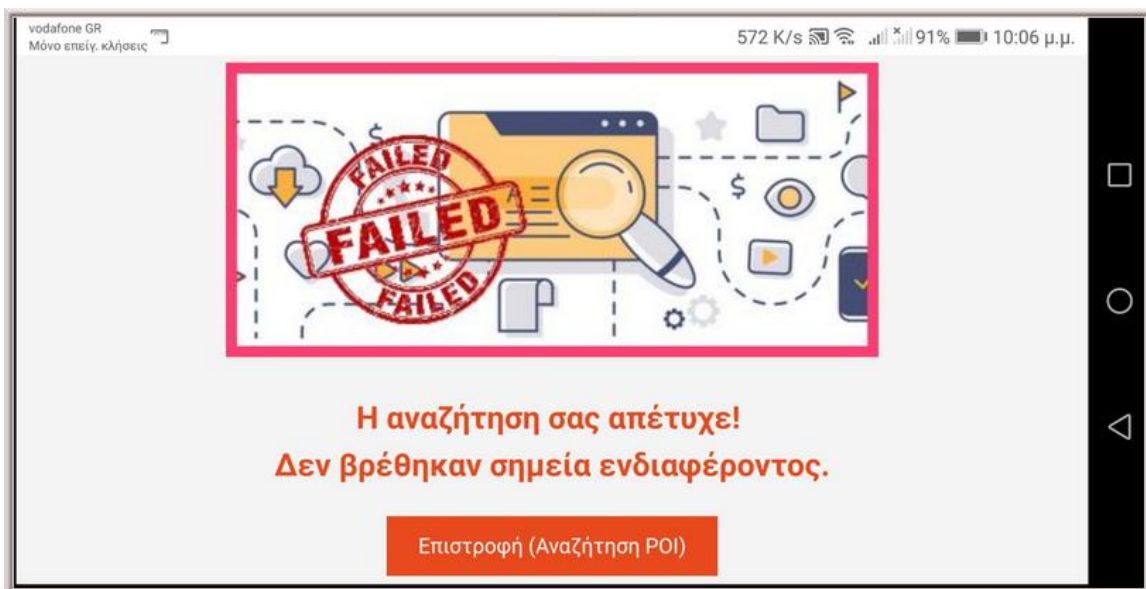 vodafone GR
Μόνο επείγ. κλήσεις
572 K/s 91% 10:06 μ.μ.
FAILED
FAILED
FAILED
$
$
Η αναζήτηση σας απέτυχε!
Δεν βρέθηκαν σημεία ενδιαφέροντος.
Επιστροφή (Αναζήτηση POI)